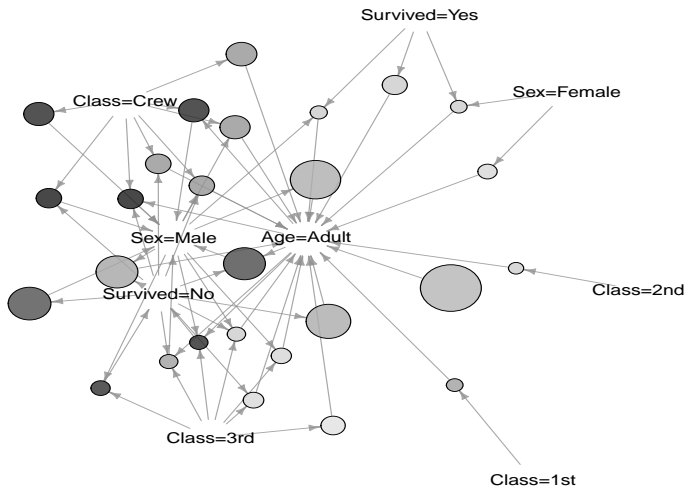 Survived=Yes
Sex=Female
Class=Crew
Sex=Male
Age=Adult
Survived=No
Class=2nd
Class=3rd
Class=1st